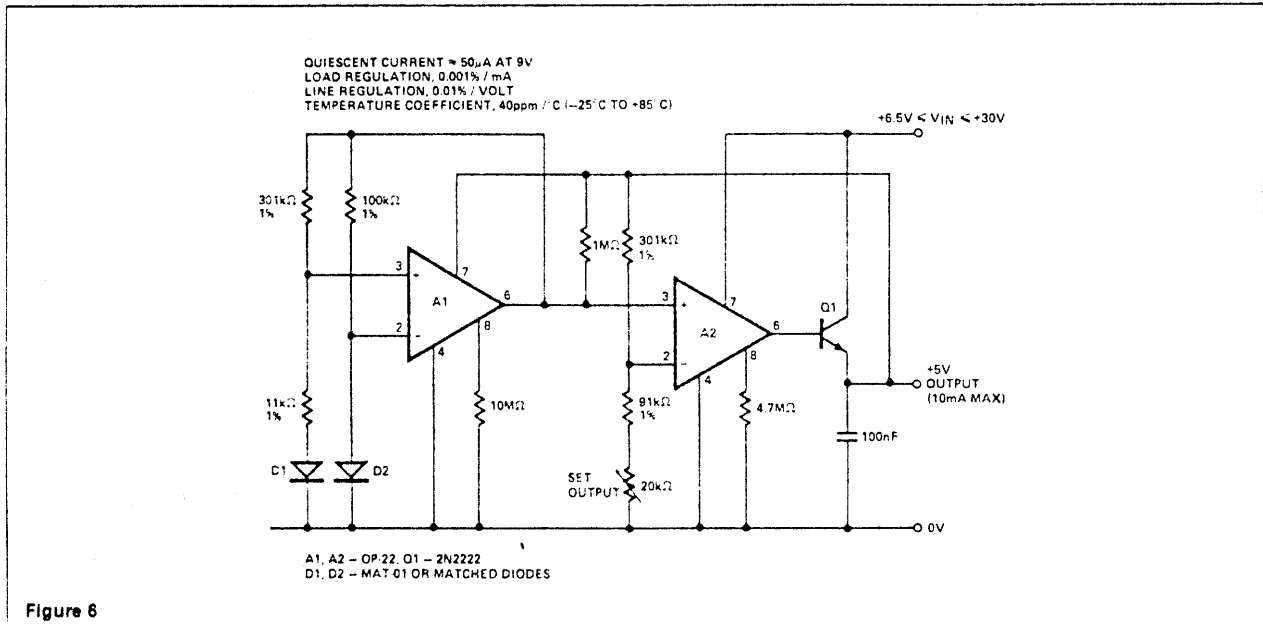 QUIESCENT CURRENT ≈ 50µA AT 9V
LOAD REGULATION, 0.001% / mA
LINE REGULATION, 0.01% / VOLT
TEMPERATURE COEFFICIENT, 40ppm /°C (−25°C TO +85°C)
+6.5V ≤ VIN ≤ +30V
301kΩ
1%
100kΩ
1%
1MΩ
301kΩ
1%
3
+
7
A1
6
2
−
8
4
3
+
7
A2
6
2
−
8
4
Q1
+5V
OUTPUT
(10mA MAX)
11kΩ
1%
10MΩ
91kΩ
1%
4.7MΩ
100nF
D1
D2
SET
OUTPUT
20kΩ
0V
A1, A2 – OP-22, Q1 – 2N2222
D1, D2 – MAT-01 OR MATCHED DIODES
Figure 6